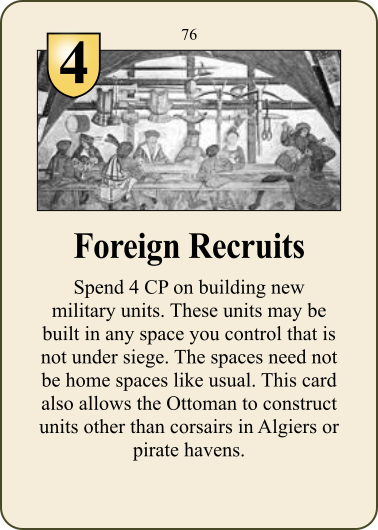 76
4
Foreign Recruits
Spend 4 CP on building new
military units. These units may be
built in any space you control that is
not under siege. The spaces need not
be home spaces like usual. This card
also allows the Ottoman to construct
units other than corsairs in Algiers or
pirate havens.